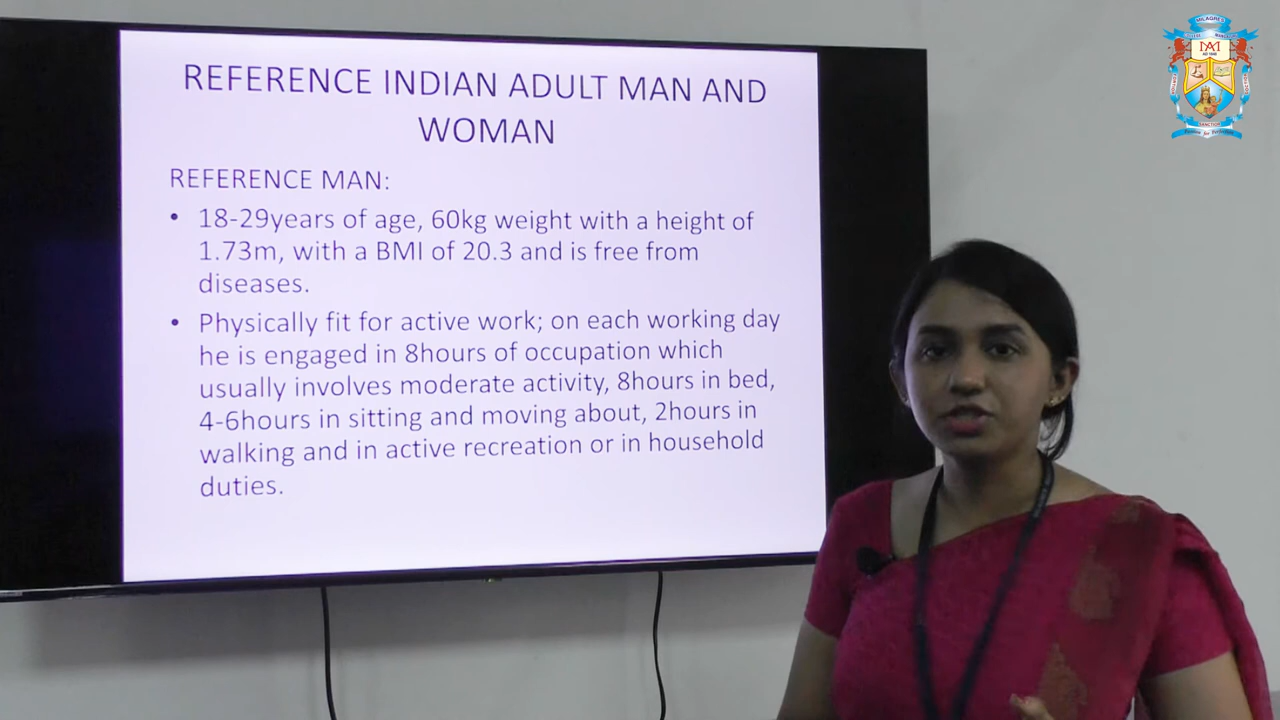 REFERENCE INDIAN ADULT MAN AND
WOMAN
REFERENCE MAN:
• 18-29years of age, 60kg weight with a height of
1.73m, with a BMI of 20.3 and is free from
diseases.
• Physically fit for active work; on each working day
he is engaged in 8hours of occupation which
usually involves moderate activity, 8hours in bed,
4-6hours in sitting and moving about, 2hours in
walking and in active recreation or in household
duties.
MILAGRES